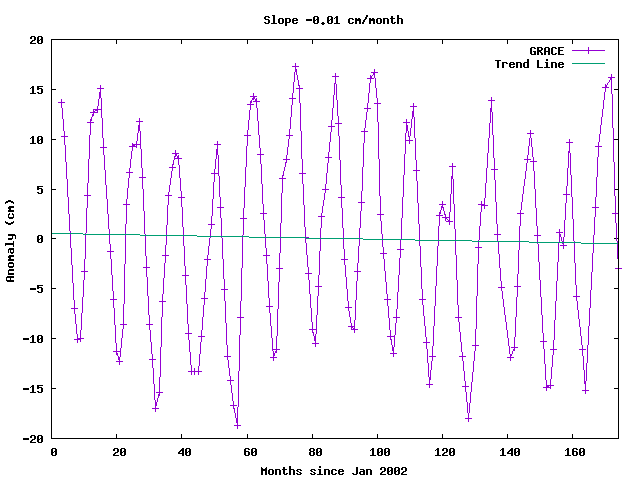 Slope -0.01 cm/month
GRACE
Trend Line
Anomaly (cm)
20
15
10
5
0
-5
-10
-15
-20
0 20 40 60 80 100 120 140 160
Months since Jan 2002